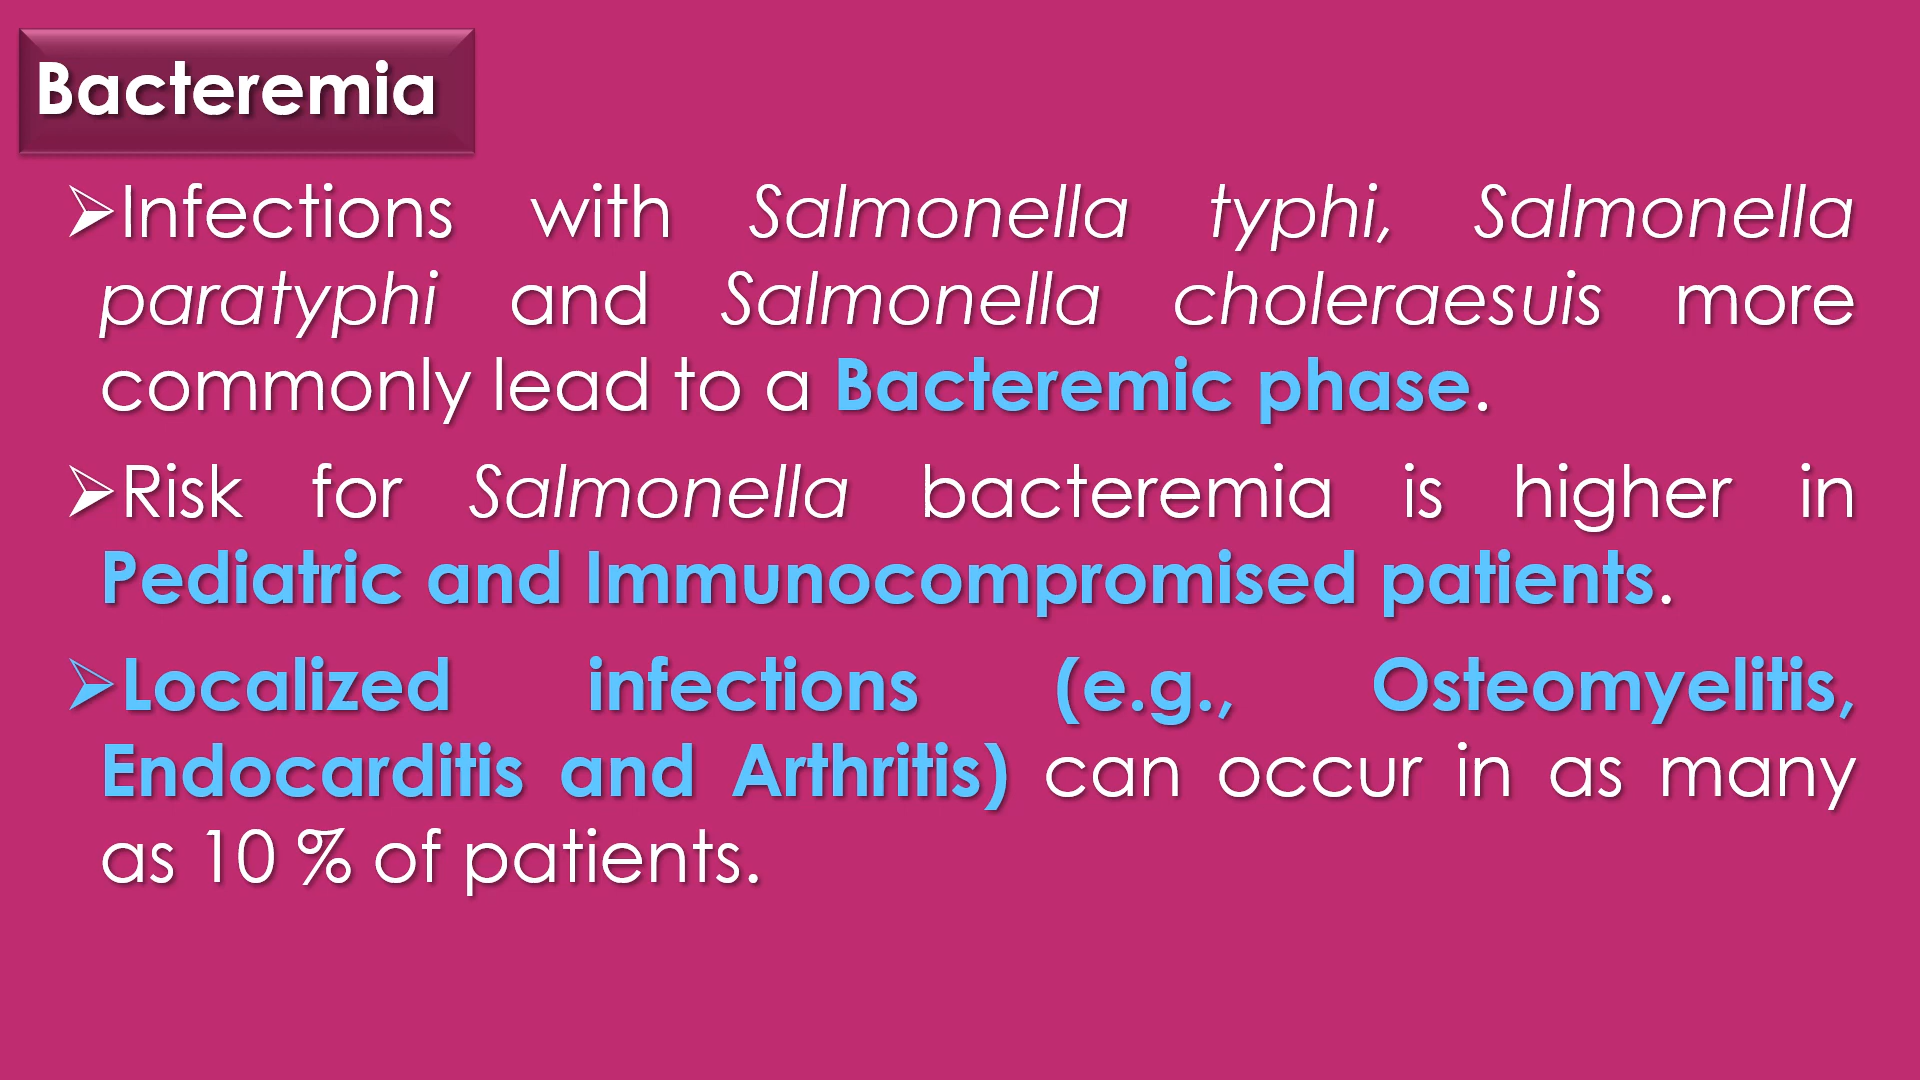 Bacteremia
➢Infections with Salmonella typhi, Salmonella
paratyphi and Salmonella choleraesuis more
commonly lead to a Bacteremic phase.
➢Risk for Salmonella bacteremia is higher in
Pediatric and Immunocompromised patients.
➢Localized infections (e.g., Osteomyelitis,
Endocarditis and Arthritis) can occur in as many
as 10 % of patients.